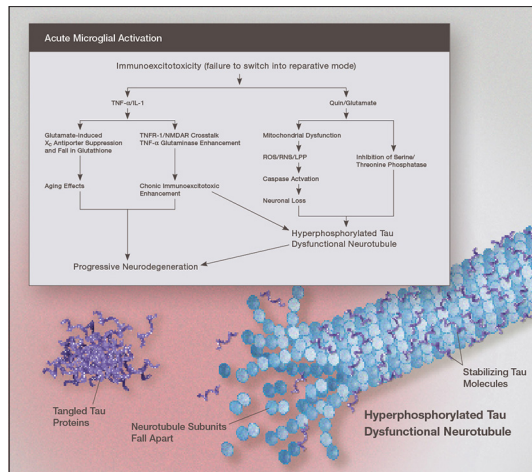 Acute Microglial Activation
Immunoexcitotoxicity (failure to switch into reparative mode)
TNF-α/IL-1
Quin/Glutamate
Glutamate-induced
X_C Antiporter Suppression
and Fall in Glutathione
TNFR-1/NMDAR Crosstalk
TNF-α Glutaminase Enhancement
Mitochondrial Dysfunction
ROS/RNS/LPP
Inhibition of Serine/
Threonine Phosphatase
Caspase Actvation
Aging Effects
Chonic Immunoexcitotoxic
Enhancement
Neuronal Loss
Hyperphosphorylated Tau
Dysfunctional Neurotubule
Progressive Neurodegeneration
Stabilizing Tau
Molecules
Tangled Tau
Proteins
Neurotubule Subunits
Fall Apart
Hyperphosphorylated Tau
Dysfunctional Neurotubule